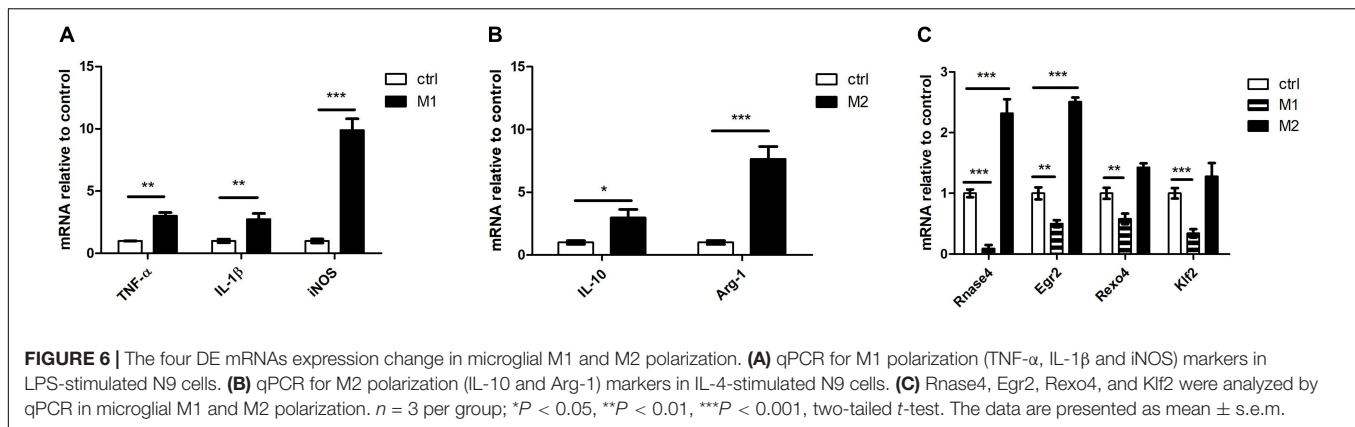 A
mRNA relative to control
15
10
5
0
**
**
***
TNF-α
IL-1β
iNOS
ctrl
M1
B
mRNA relative to control
15
10
5
0
*
***
IL-10
Arg-1
ctrl
M2
C
mRNA relative to control
3
2
1
0
***
***
***
**
**
***
Rnase4
Egr2
Rexo4
Klf2
ctrl
M1
M2
FIGURE 6 | The four DE mRNAs expression change in microglial M1 and M2 polarization. (A) qPCR for M1 polarization (TNF-α, IL-1β and iNOS) markers in
LPS-stimulated N9 cells. (B) qPCR for M2 polarization (IL-10 and Arg-1) markers in IL-4-stimulated N9 cells. (C) Rnase4, Egr2, Rexo4, and Klf2 were analyzed by
qPCR in microglial M1 and M2 polarization. n = 3 per group; *P < 0.05, **P < 0.01, ***P < 0.001, two-tailed t-test. The data are presented as mean ± s.e.m.